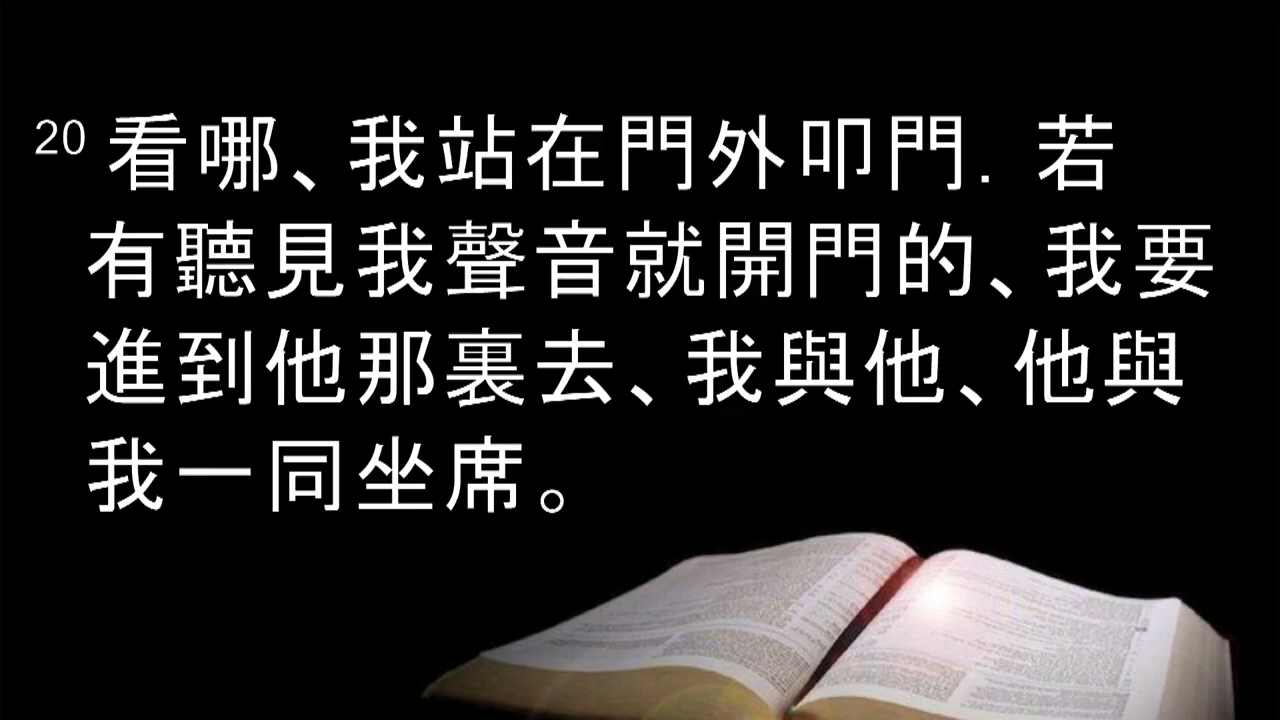 20 看哪、我站在門外叩門. 若
有聽見我聲音就開門的、我要
進到他那裏去、我與他、他與
我一同坐席。